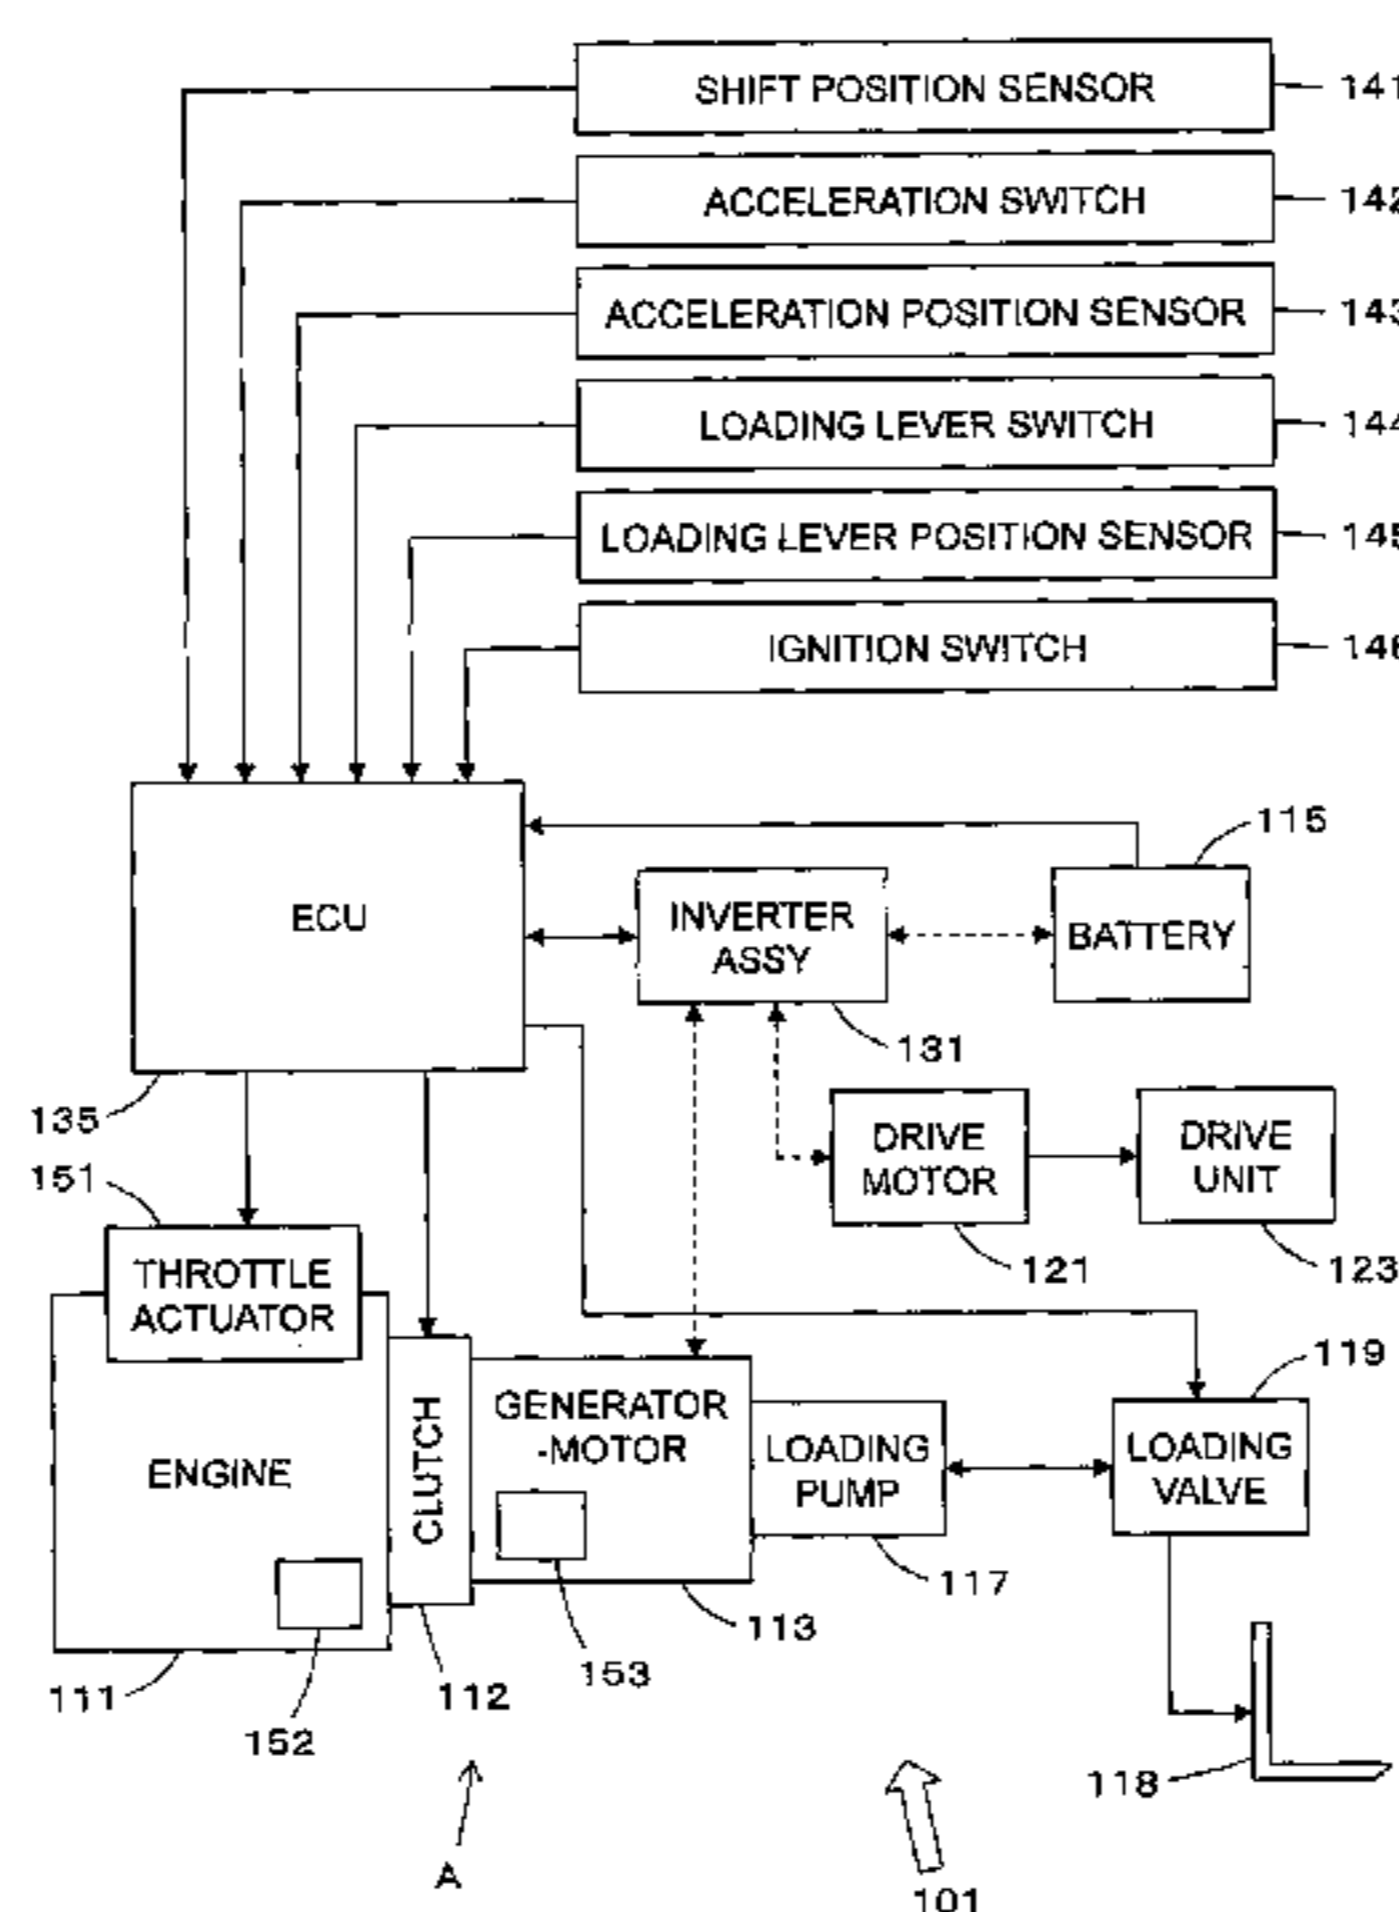 SHIFT POSITION SENSOR
141
ACCELERATION SWITCH
142
ACCELERATION POSITION SENSOR
143
LOADING LEVER SWITCH
144
LOADING LEVER POSITION SENSOR
145
IGNITION SWITCH
146
115
ECU
INVERTER
ASSY
BATTERY
131
135
DRIVE
MOTOR
DRIVE
UNIT
151
121
123
THROTTLE
ACTUATOR
119
ENGINE
CLUTCH
GENERATOR
-MOTOR
LOADING
PUMP
LOADING
VALVE
117
113
153
111
112
152
118
A
101